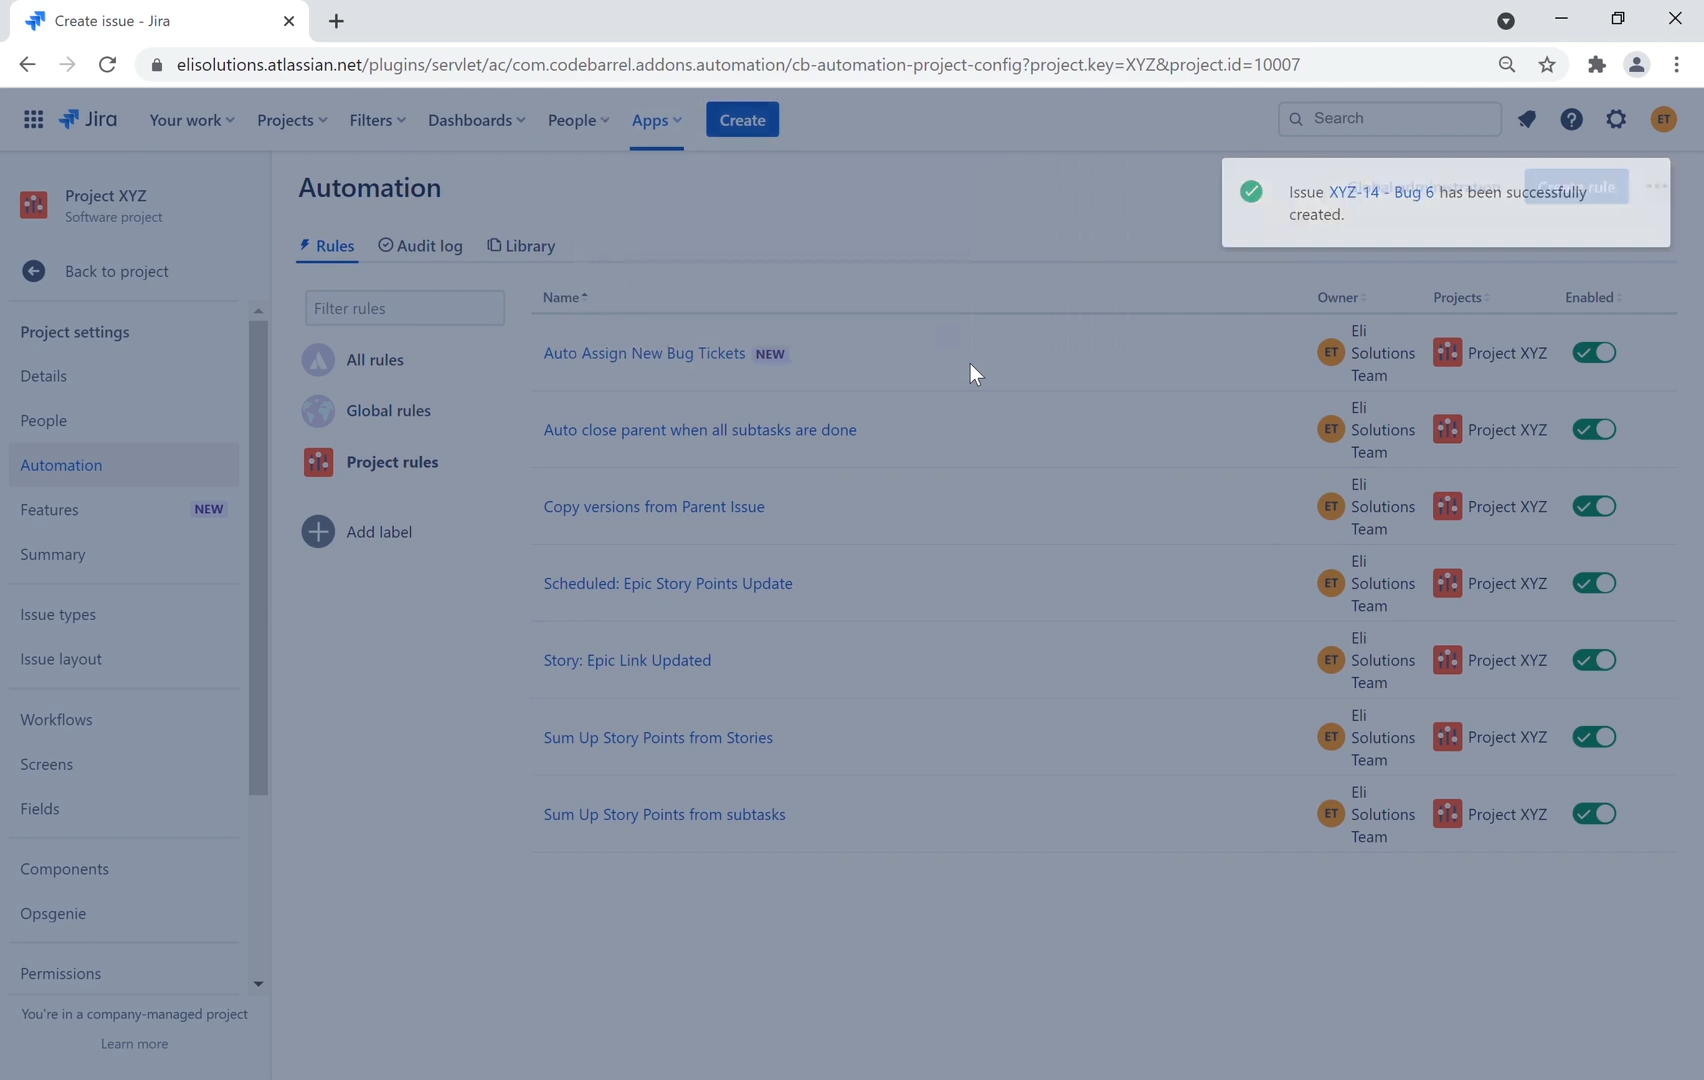 Create issue - Jira
elisolutions.atlassian.net/plugins/servlet/ac/com.codebarrel.addons.automation/cb-automation-project-config?project.key=XYZ&project.id=10007
Jira
Your work
Projects
Filters
Dashboards
People
Apps
Create
Search
ET
Project XYZ
Software project
Back to project
Project settings
Details
People
Automation
Features NEW
Summary
Issue types
Issue layout
Workflows
Screens
Fields
Components
Opsgenie
Permissions
You're in a company-managed project
Learn more
Automation
Issue XYZ-14 - Bug 6 has been successfully
created.
Rules
Audit log
Library
Filter rules
All rules
Global rules
Project rules
Add label
Name
Owner
Projects
Enabled
Auto Assign New Bug Tickets NEW
ET
Eli
Solutions
Team
Project XYZ
Auto close parent when all subtasks are done
ET
Eli
Solutions
Team
Project XYZ
Copy versions from Parent Issue
ET
Eli
Solutions
Team
Project XYZ
Scheduled: Epic Story Points Update
ET
Eli
Solutions
Team
Project XYZ
Story: Epic Link Updated
ET
Eli
Solutions
Team
Project XYZ
Sum Up Story Points from Stories
ET
Eli
Solutions
Team
Project XYZ
Sum Up Story Points from subtasks
ET
Eli
Solutions
Team
Project XYZ